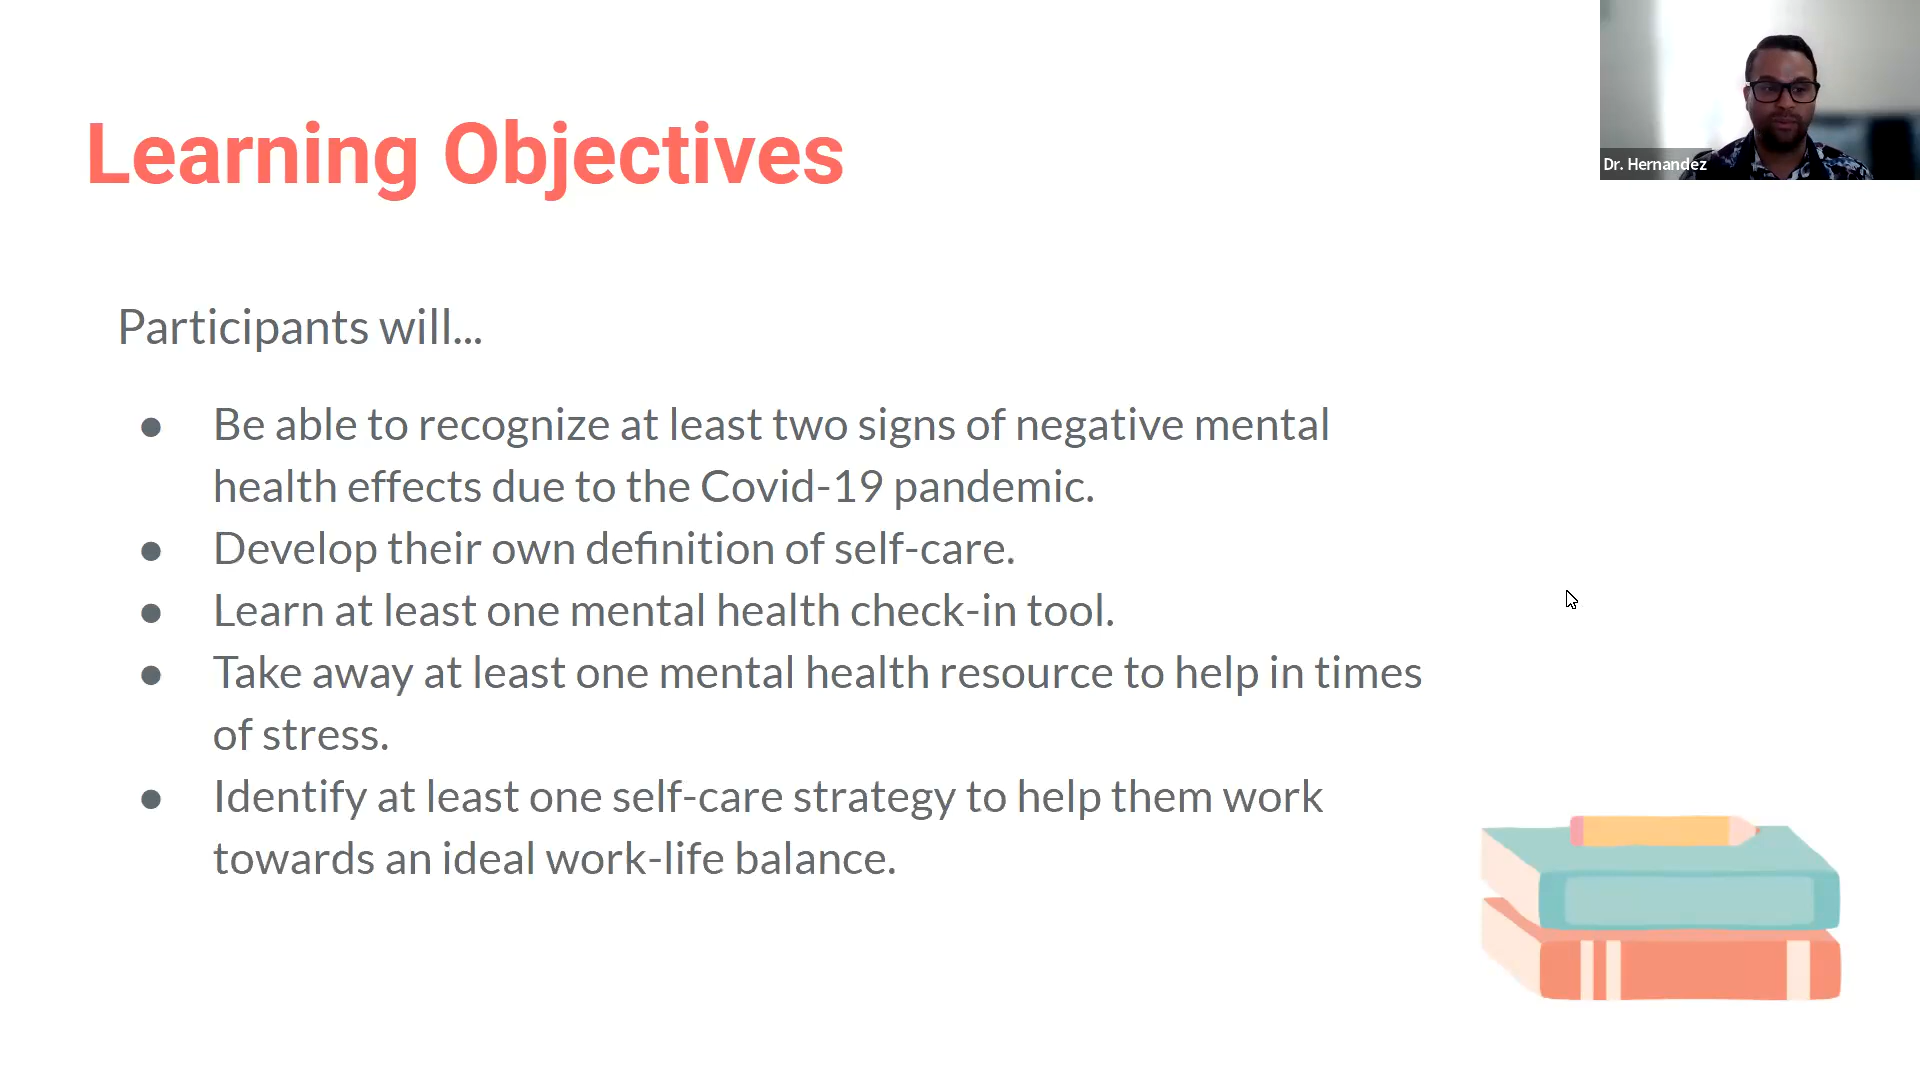 Dr. Hernandez
Learning Objectives
Participants will...
● Be able to recognize at least two signs of negative mental
health effects due to the Covid-19 pandemic.
● Develop their own definition of self-care.
● Learn at least one mental health check-in tool.
● Take away at least one mental health resource to help in times
of stress.
● Identify at least one self-care strategy to help them work
towards an ideal work-life balance.